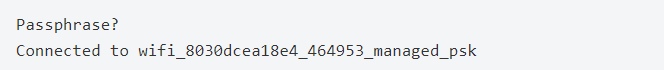 Passphrase?
Connected to wifi_8030dcea18e4_464953_managed_psk